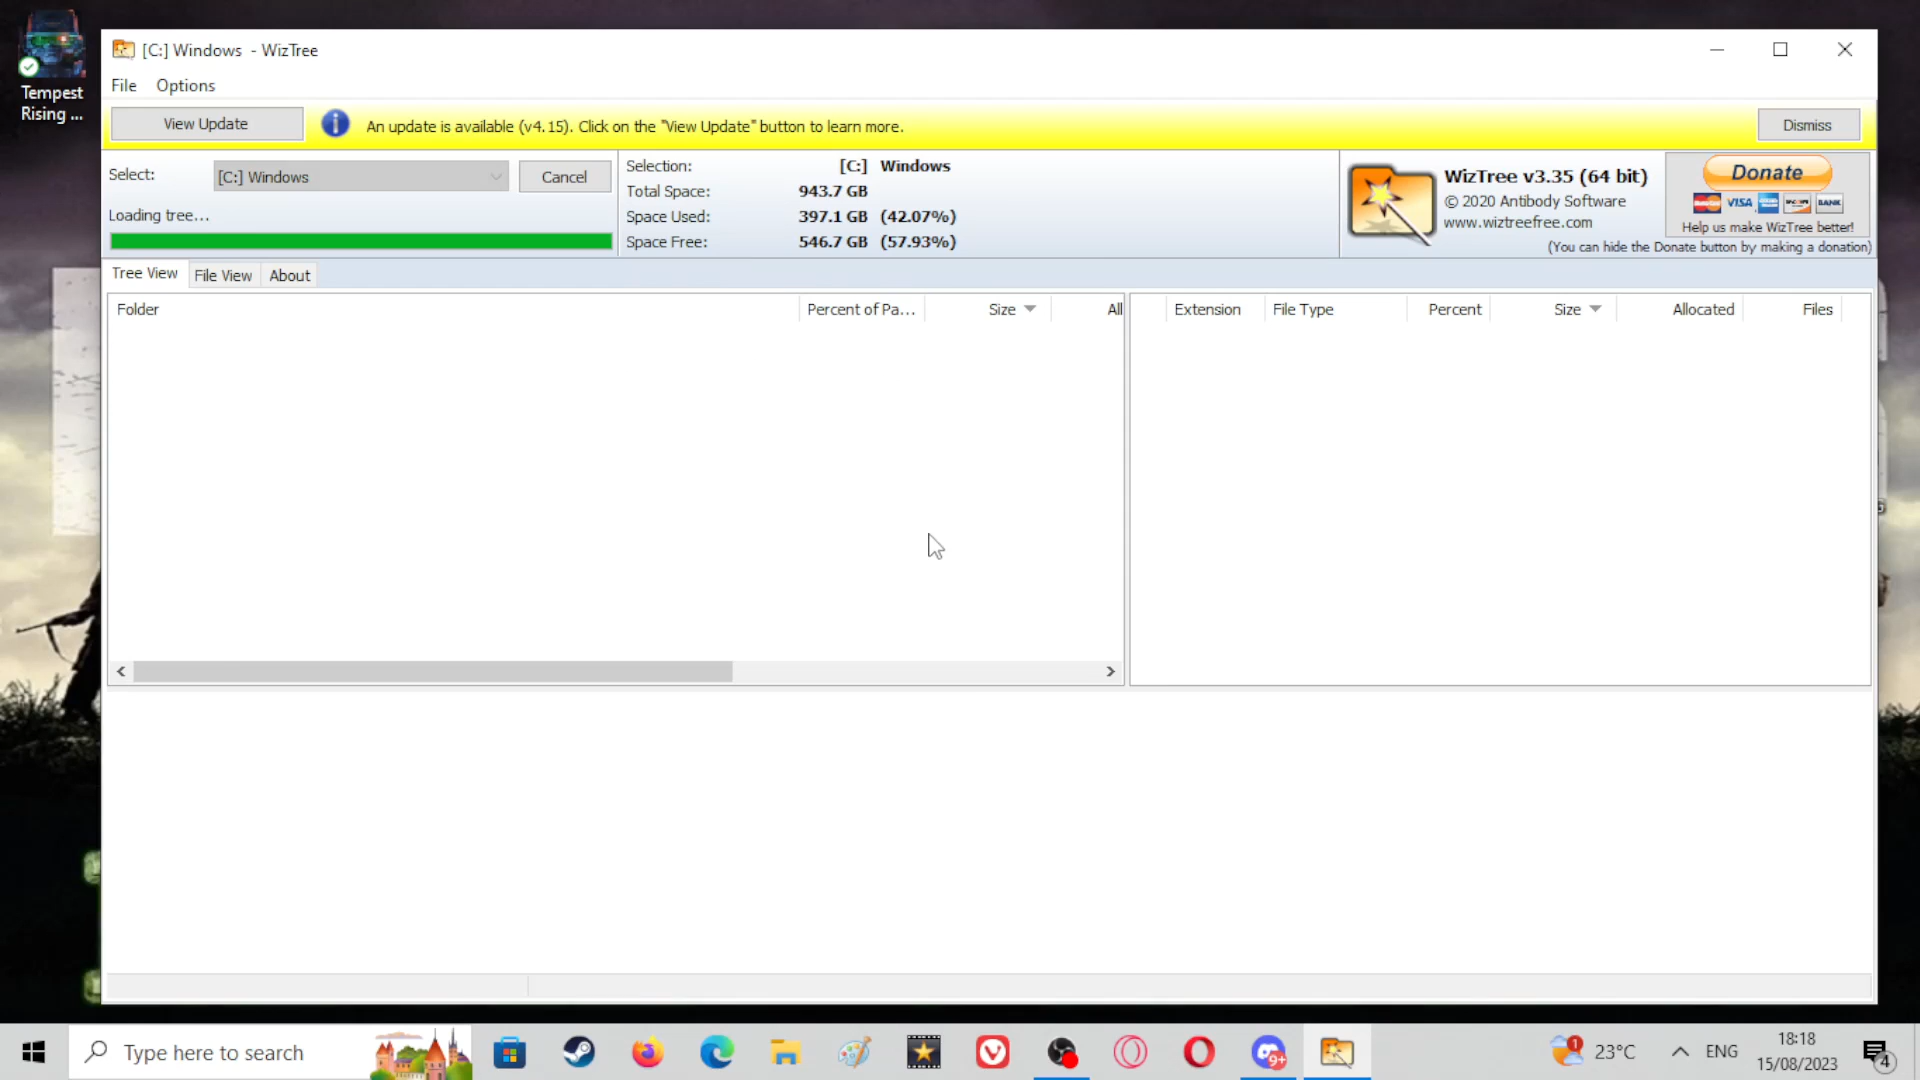 Tempest
Rising ...
[C:] Windows - WizTree
File Options
View Update
An update is available (v4.15). Click on the "View Update" button to learn more.
Dismiss
Select:
[C:] Windows
Cancel
Loading tree...
Selection: [C:] Windows
Total Space: 943.7 GB
Space Used: 397.1 GB (42.07%)
Space Free: 546.7 GB (57.93%)
WizTree v3.35 (64 bit)
© 2020 Antibody Software
www.wiztreefree.com
Donate
VISA
BANK
Help us make WizTree better!
(You can hide the Donate button by making a donation)
Tree View File View About
Folder Percent of Pa... Size All
Extension File Type Percent Size Allocated Files
Type here to search
9+
1
23°C
ENG
18:18
15/08/2023
4